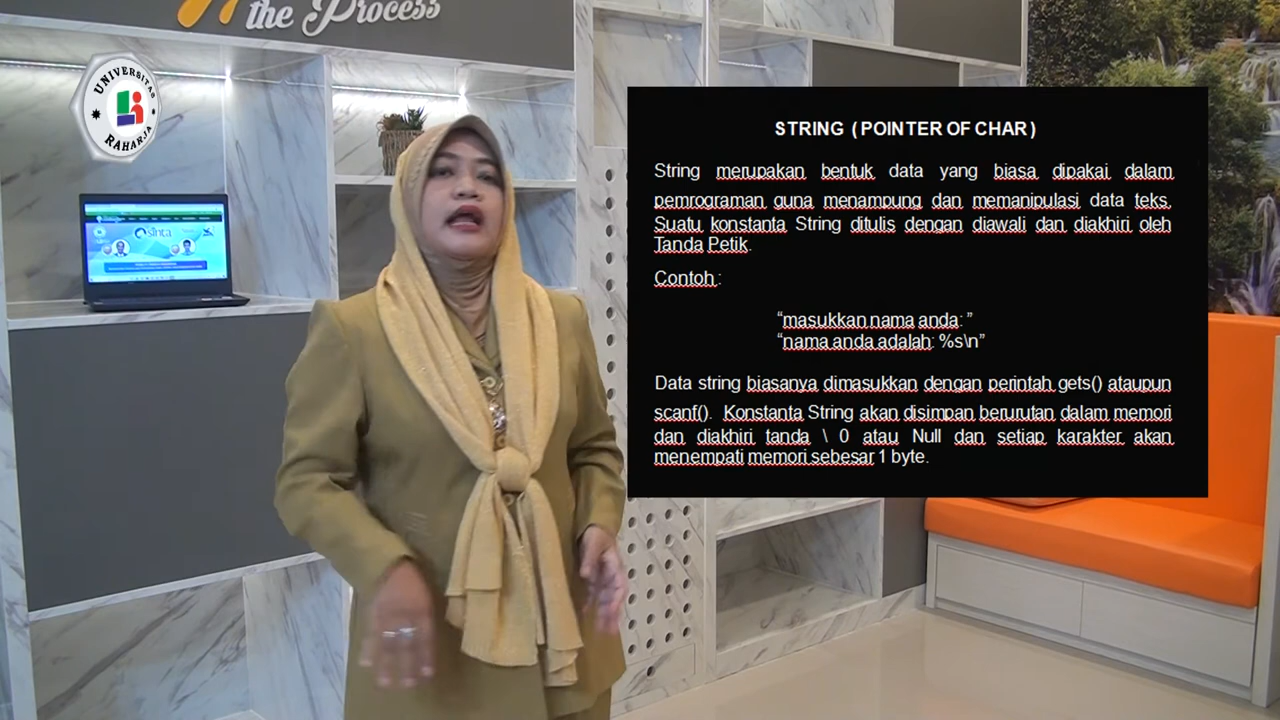 the Process
UNIVERSITAS
RAHARJA
sinta
STRING ( POINTER OF CHAR )
String merupakan bentuk data yang biasa dipakai dalam
pemrograman guna menampung dan memanipulasi data teks.
Suatu konstanta String ditulis dengan diawali dan diakhiri oleh
Tanda Petik.
Contoh :
“masukkan nama anda: ”
“nama anda adalah: %s\n”
Data string biasanya dimasukkan dengan perintah gets() ataupun
scanf(). Konstanta String akan disimpan berurutan dalam memori
dan diakhiri tanda \ 0 atau Null dan setiap karakter akan
menempati memori sebesar 1 byte.